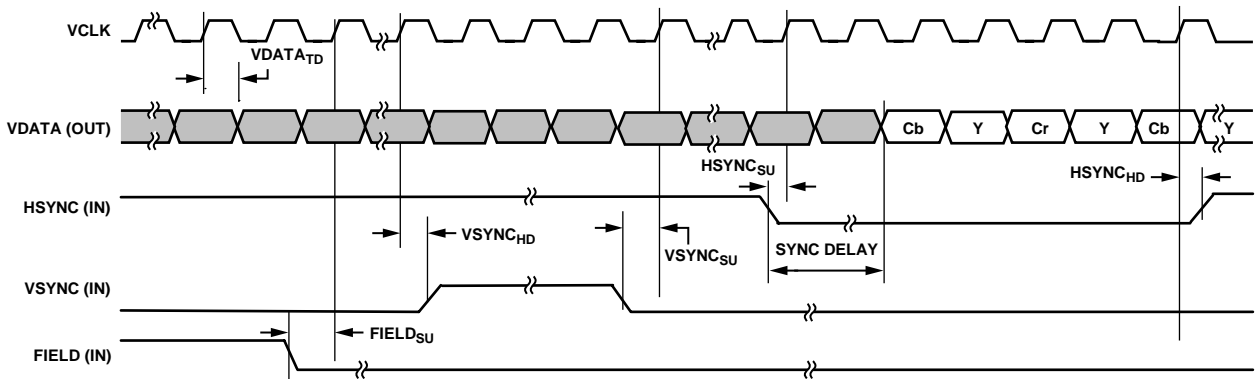 VCLK
VDATA_TD
VDATA (OUT)
Cb Y Cr Y Cb Y
HSYNC_SU
HSYNC_HD
HSYNC (IN)
VSYNC_HD
VSYNC_SU
SYNC DELAY
VSYNC (IN)
FIELD_SU
FIELD (IN)